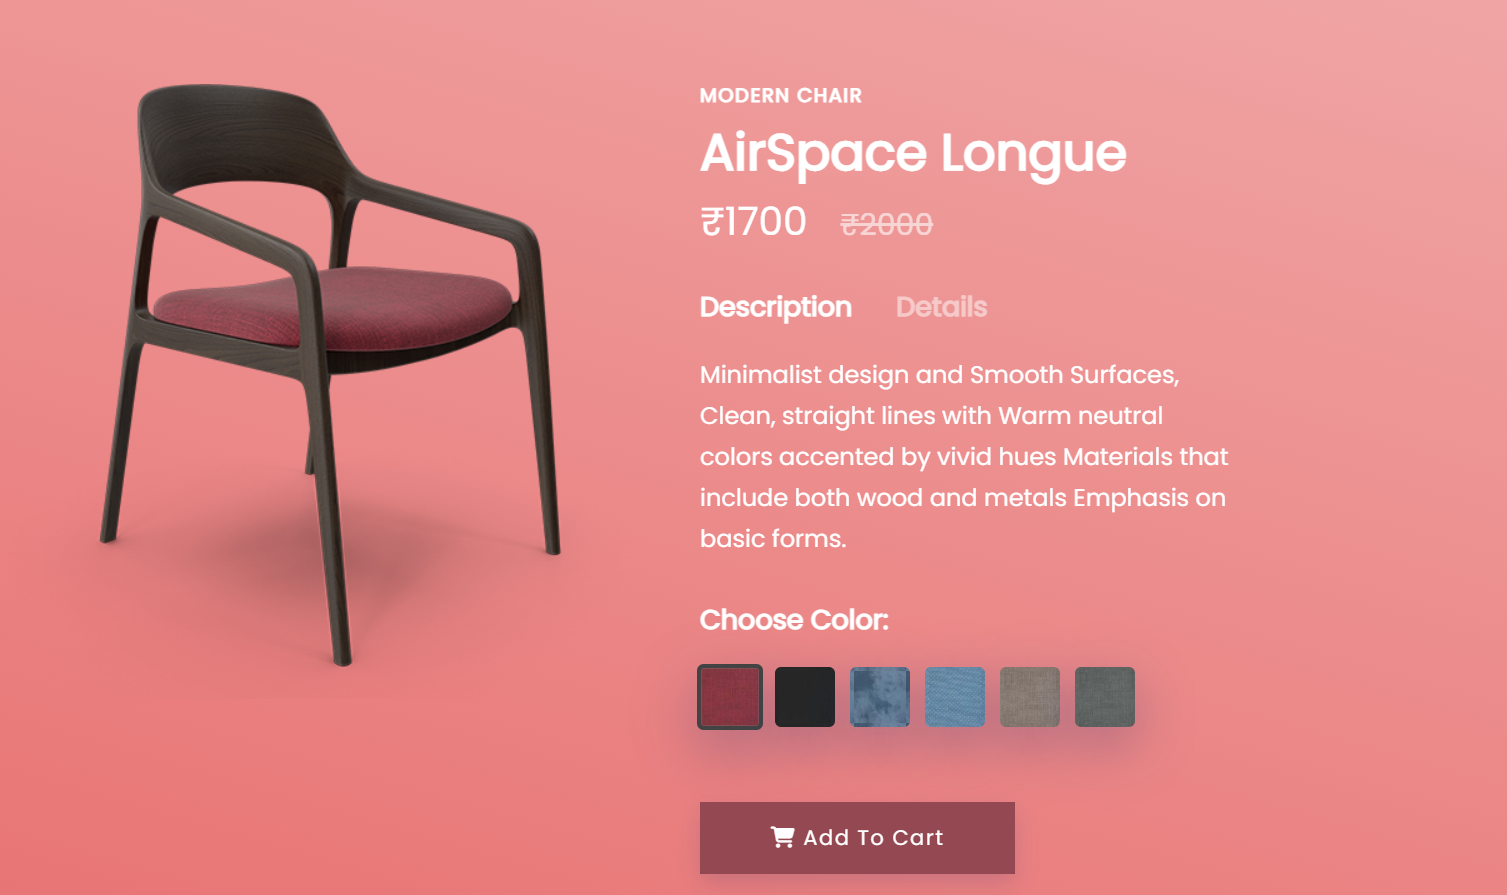 MODERN CHAIR
AirSpace Longue
₹1700 ₹2000
Description Details
Minimalist design and Smooth Surfaces,
Clean, straight lines with Warm neutral
colors accented by vivid hues Materials that
include both wood and metals Emphasis on
basic forms.
Choose Color:
Add To Cart